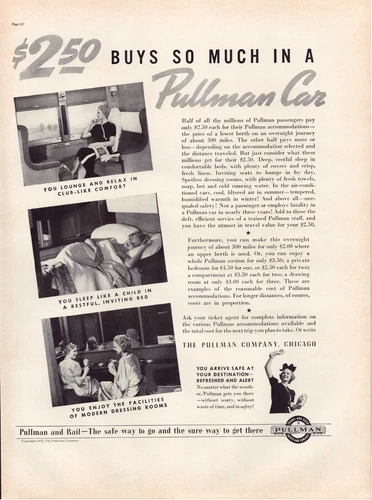 Page 67
$2.50 BUYS SO MUCH IN A
Pullman Car
Half of all the millions of Pullman passengers pay
only $2.50 each for their Pullman accommodations—
the price of a lower berth on an overnight journey
of about 300 miles. The other half pays more or
less—depending on the accommodation selected and
the distance traveled. But just consider what these
millions get for their $2.50. Deep, restful sleep in
comfortable beds, with plenty of covers and crisp,
fresh linen. Inviting seats to lounge in by day.
Spotless dressing rooms, with plenty of fresh towels,
soap, hot and cold running water. In the air-condi-
tioned cars, cool, filtered air in summer—tempered,
humidified warmth in winter! And above all—une-
qualed safety! Not a passenger or employe fatality in
a Pullman car in nearly three years! Add to these the
deft, efficient service of a trained Pullman staff, and
you have the utmost in travel value for your $2.50.
Furthermore, you can make this overnight
journey of about 300 miles for only $2.00 where
an upper berth is used. Or, you can enjoy a
whole Pullman section for only $3.50; a private
bedroom for $4.50 for one, or $2.50 each for two;
a compartment at $3.50 each for two; a drawing
room at only $3.00 each for three. These are
examples of the reasonable cost of Pullman
accommodations. For longer distances, of course,
costs are in proportion.
Ask your ticket agent for complete information on
the various Pullman accommodations available and
the total cost for the next trip you plan to take. Or write
THE PULLMAN COMPANY, CHICAGO
YOU LOUNGE AND RELAX IN
CLUB-LIKE COMFORT
YOU SLEEP LIKE A CHILD IN
A RESTFUL, INVITING BED
YOU ENJOY THE FACILITIES
OF MODERN DRESSING ROOMS
YOU ARRIVE SAFE AT
YOUR DESTINATION—
REFRESHED AND ALERT
No matter what the weath-
er, Pullman gets you there
—without worry, without
waste of time, and in safety!
Pullman and Rail—The safe way to go and the sure way to get there
PULLMAN